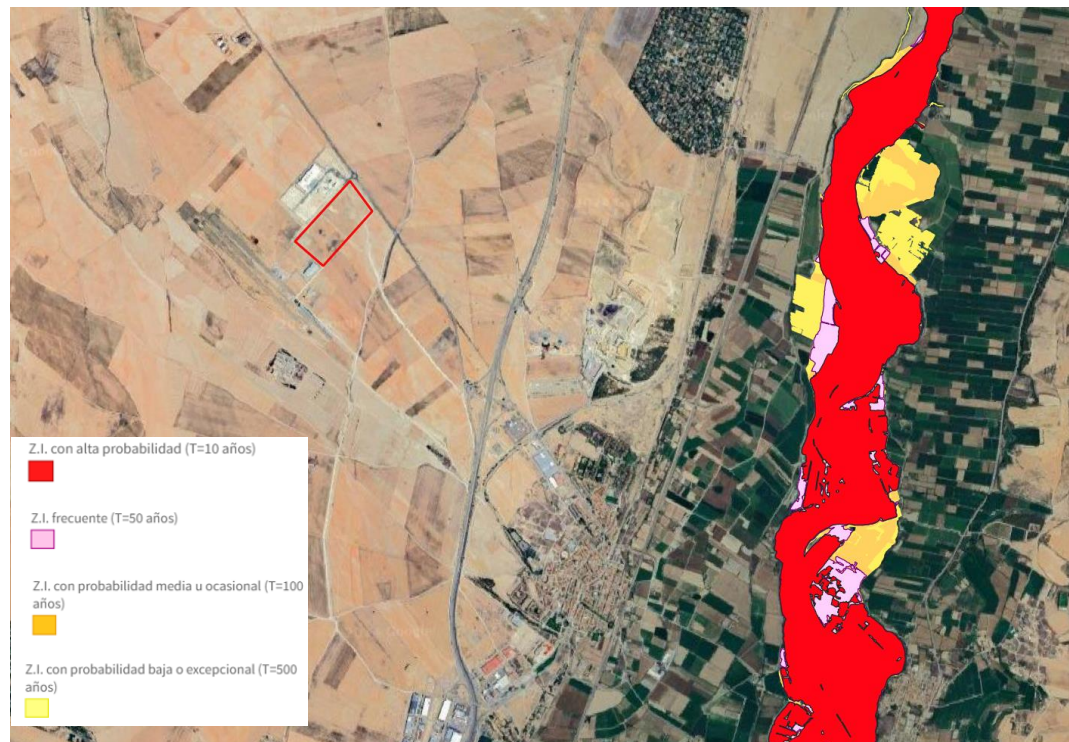 Z.I. con alta probabilidad (T=10 años)
Z.I. frecuente (T=50 años)
Z.I. con probabilidad media u ocasional (T=100
años)
Z.I. con probabilidad baja o excepcional (T=500
años)